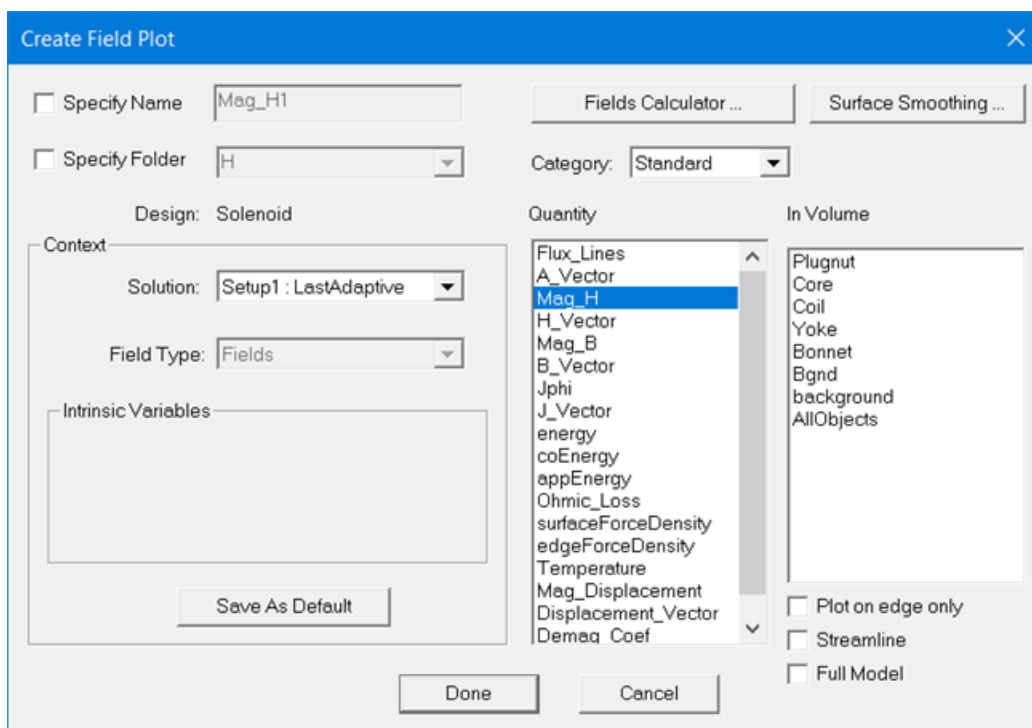 Create Field Plot
Specify Name
Mag_H1
Fields Calculator ...
Surface Smoothing ...
Specify Folder
H
Category:
Standard
Design:
Solenoid
Quantity
In Volume
Context
Solution:
Setup1 : LastAdaptive
Field Type:
Fields
Intrinsic Variables
Save As Default
Flux_Lines
A_Vector
Mag_H
H_Vector
Mag_B
B_Vector
Jphi
J_Vector
energy
coEnergy
appEnergy
Ohmic_Loss
surfaceForceDensity
edgeForceDensity
Temperature
Mag_Displacement
Displacement_Vector
Demag_Coef
Plugnut
Core
Coil
Yoke
Bonnet
Bgnd
background
AllObjects
Plot on edge only
Streamline
Full Model
Done
Cancel